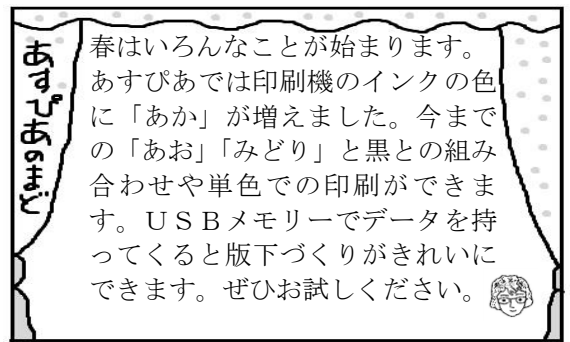 あすぴあのまど
春はいろんなことが始まります。
あすぴあでは印刷機のインクの色
に「あか」が増えました。今まで
の「あお」「みどり」と黒との組み
合わせや単色での印刷ができま
す。ＵＳＢメモリーでデータを持
ってくると版下づくりがきれいに
できます。ぜひお試しください。